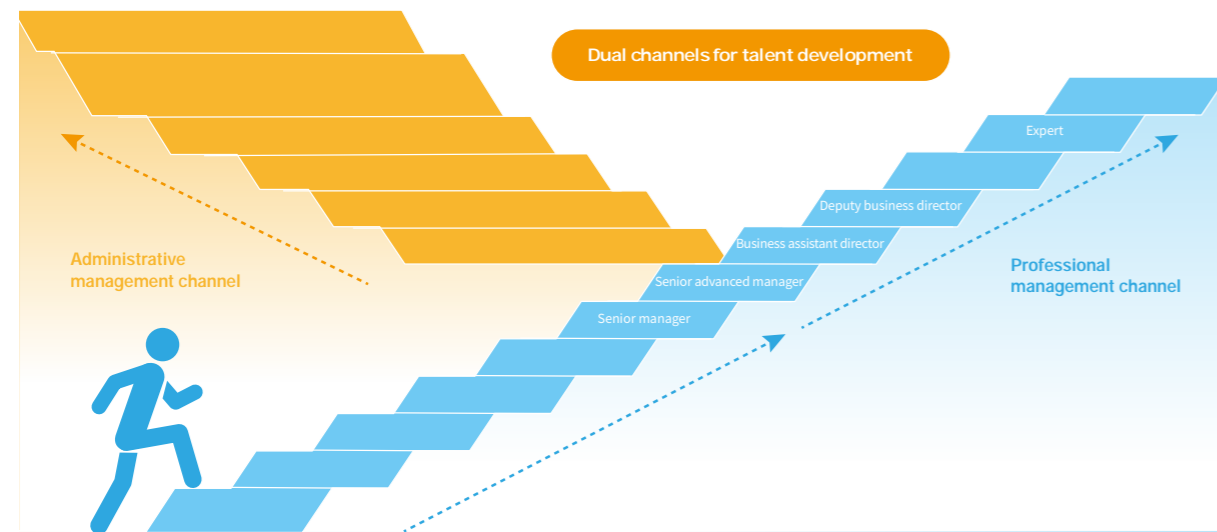 Dual channels for talent development
Expert
Deputy business director
Business assistant director
Senior advanced manager
Senior manager
Administrative
management channel
Professional
management channel